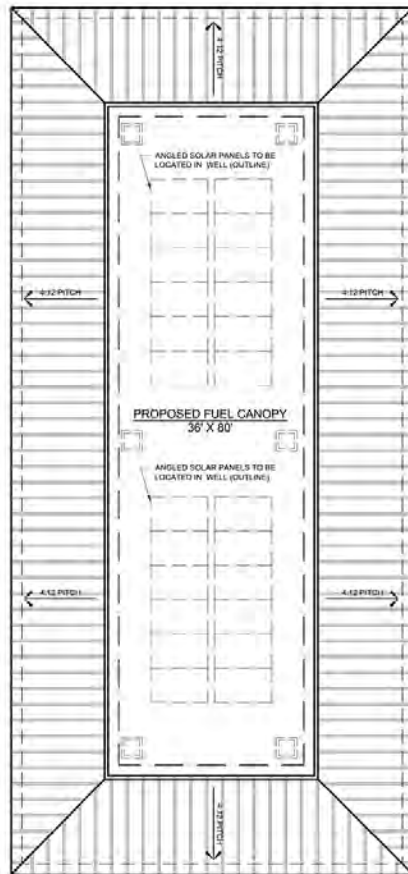 4:12 PITCH
ANGLED SOLAR PANELS TO BE
LOCATED IN WELL (OUTLINE)
4:12 PITCH
4:12 PITCH
PROPOSED FUEL CANOPY
36' X 80'
ANGLED SOLAR PANELS TO BE
LOCATED IN WELL (OUTLINE)
4:12 PITCH
4:12 PITCH
4:12 PITCH